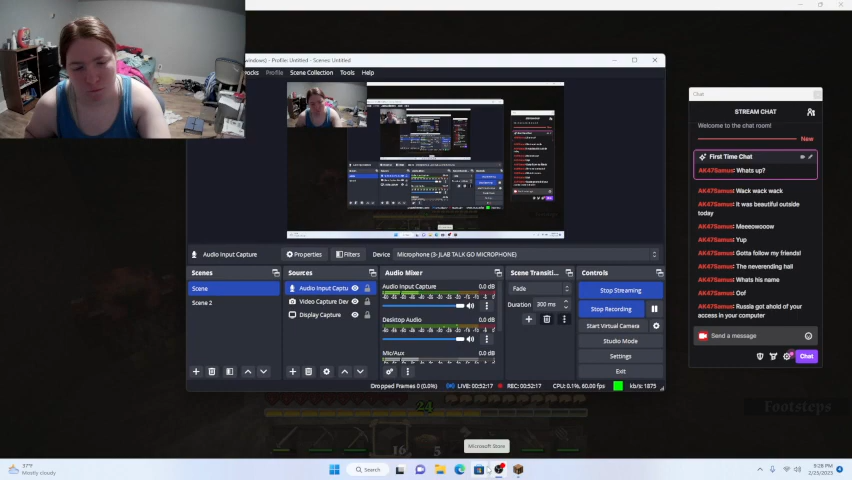 windows) - Profile: Untitled - Scenes: Untitled
Profile Scene Collection Tools Help
Chat
STREAM CHAT
Welcome to the chat room!
New
First Time Chat
AK47Samus: Whats up?
AK47Samus: Wack wack wack
AK47Samus: It was beautiful outside
today
AK47Samus: Meeeowooow
AK47Samus: Yup
AK47Samus: Gotta follow my friends!
AK47Samus: The neverending hall
AK47Samus: Whats his name
AK47Samus: Oof
AK47Samus: Russia got ahold of your
access in your computer
Send a message
Chat
Audio Input Capture
Properties
Filters
Device
Microphone (3- JLAB TALK GO MICROPHONE)
Scenes
Scene
Scene 2
Sources
Audio Input Captu
Video Capture Dev
Display Capture
Audio Mixer
Audio Input Capture 0.0 dB
Desktop Audio 0.0 dB
Mic/Aux 0.0 dB
Scene Transiti...
Fade
Duration 300 ms
Controls
Stop Streaming
Stop Recording
Start Virtual Camera
Studio Mode
Settings
Exit
Dropped Frames 0 (0.0%)
LIVE: 00:52:17
REC: 00:52:17
CPU: 0.1%, 60.00 fps
kb/s: 1875
24
16
5
Footsteps
Microsoft Store
37°F
Mostly cloudy
Search
9:28 PM
2/23/2025